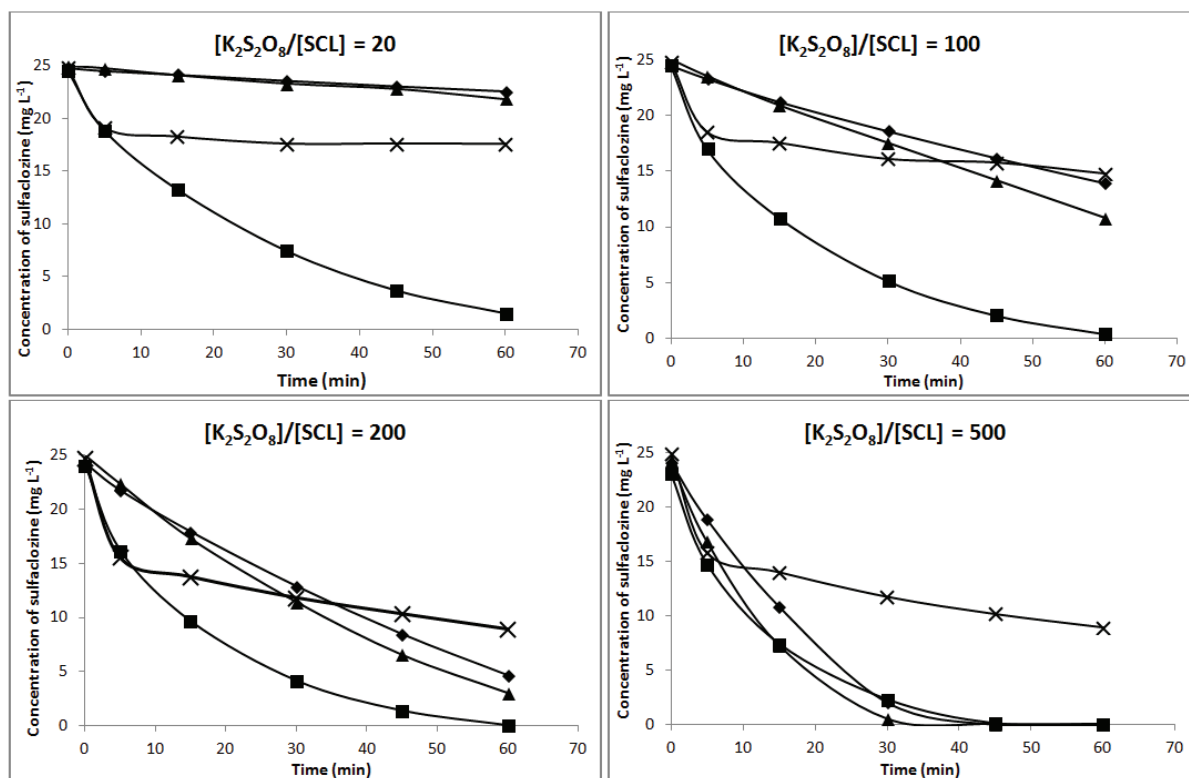 [K₂S₂O₈/[SCL] = 20
Concentration of sulfaclozine (mg L⁻¹)
25
20
15
10
5
0
0 10 20 30 40 50 60 70
Time (min)
[K₂S₂O₈]/[SCL] = 100
Concentration of sulfaclozine (mg L⁻¹)
25
20
15
10
5
0
0 10 20 30 40 50 60 70
Time (min)
[K₂S₂O₈]/[SCL] = 200
Concentration of sulfaclozine (mg L⁻¹)
25
20
15
10
5
0
0 10 20 30 40 50 60 70
Time (min)
[K₂S₂O₈]/[SCL] = 500
Concentration of sulfaclozine (mg L⁻¹)
25
20
15
10
5
0
0 10 20 30 40 50 60 70
Time (min)